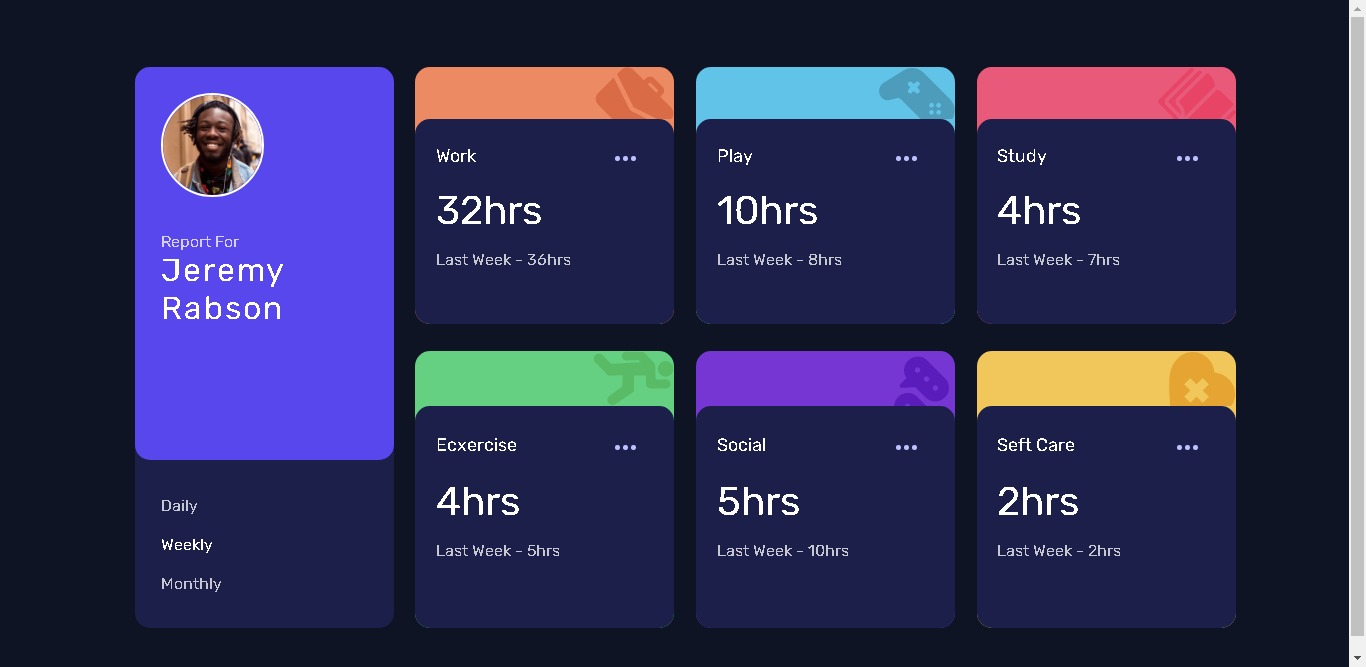 Report For
Jeremy
Rabson
Daily
Weekly
Monthly
Work
32hrs
Last Week - 36hrs
Play
10hrs
Last Week - 8hrs
Study
4hrs
Last Week - 7hrs
Ecxercise
4hrs
Last Week - 5hrs
Social
5hrs
Last Week - 10hrs
Seft Care
2hrs
Last Week - 2hrs